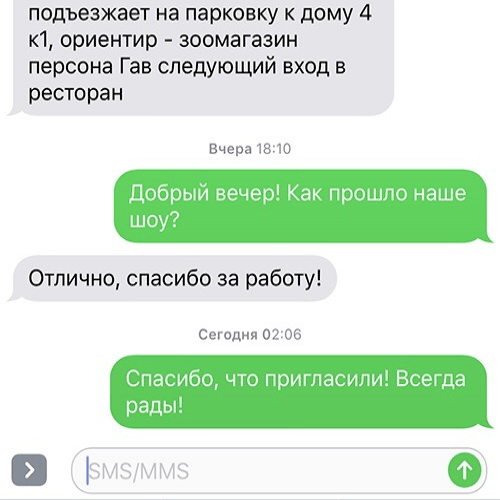 подъезжает на парковку к дому 4
к1, ориентир - зоомагазин
персона Гав следующий вход в
ресторан
Вчера 18:10
Добрый вечер! Как прошло наше
шоу?
Отлично, спасибо за работу!
Сегодня 02:06
Спасибо, что пригласили! Всегда
рады!
SMS/MMS